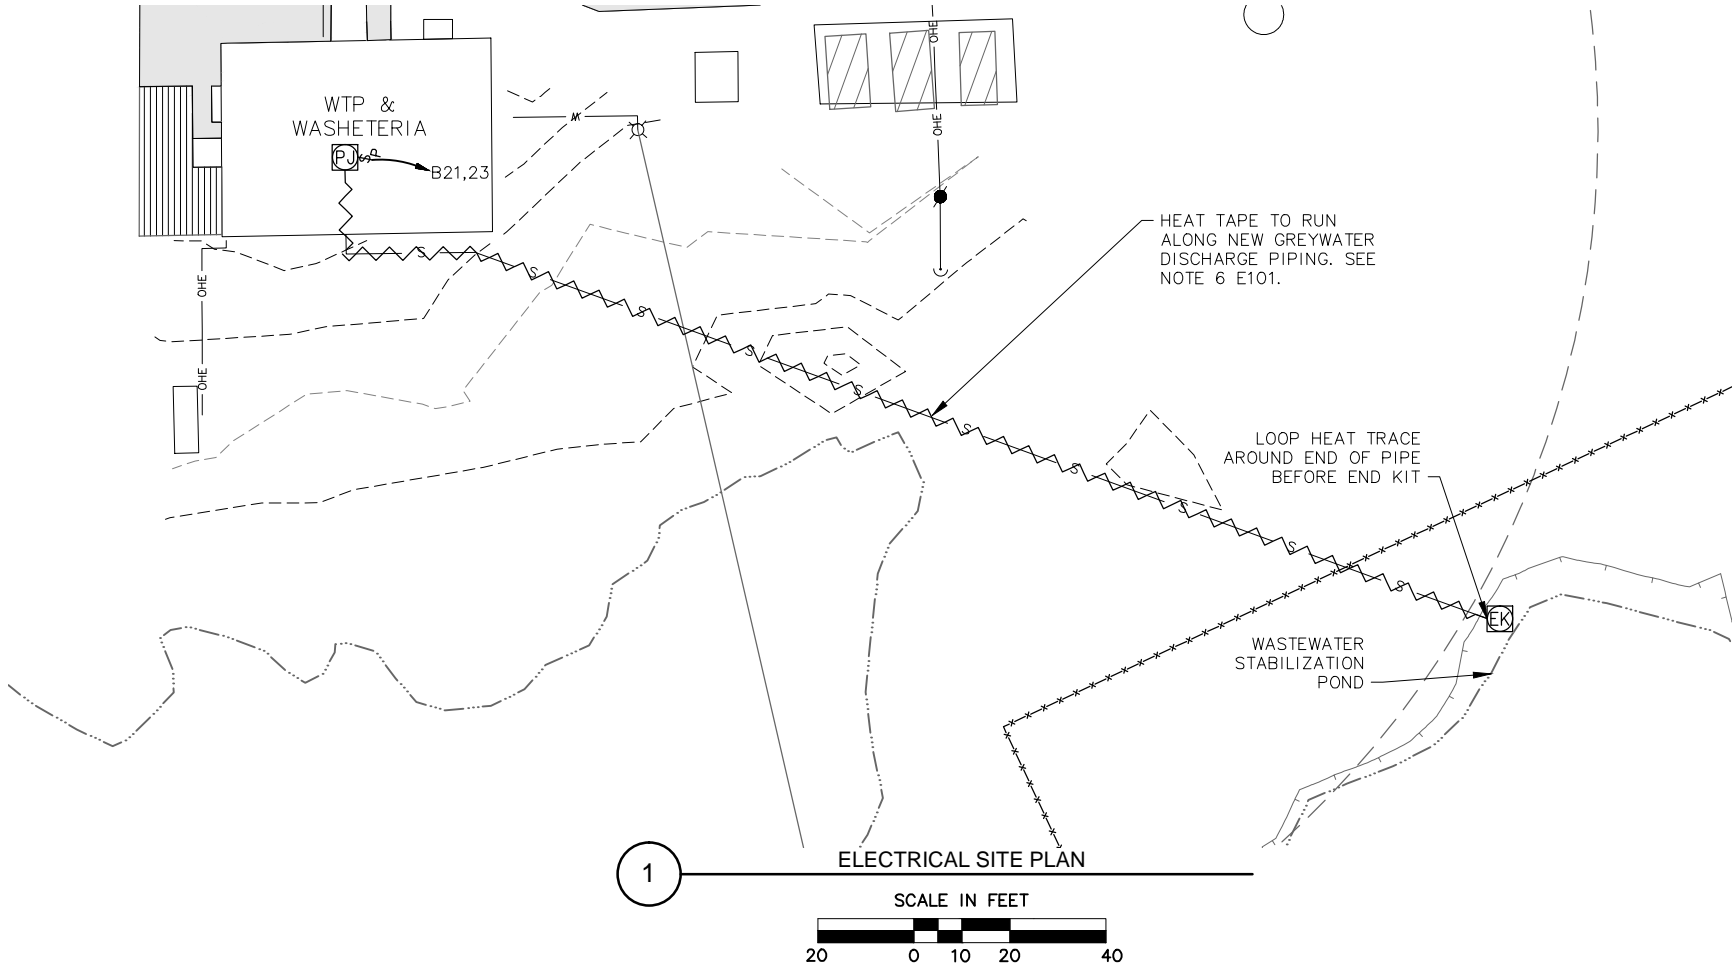 WTP &
WASHETERIA
PJ
$P
B21,23
OHE
OHE
OHE
OHE
W
HEAT TAPE TO RUN
ALONG NEW GREYWATER
DISCHARGE PIPING. SEE
NOTE 6 E101.
S
S
S
S
S
S
S
S
S
S
LOOP HEAT TRACE
AROUND END OF PIPE
BEFORE END KIT
EK
WASTEWATER
STABILIZATION
POND
1
ELECTRICAL SITE PLAN
SCALE IN FEET
20 0 10 20 40